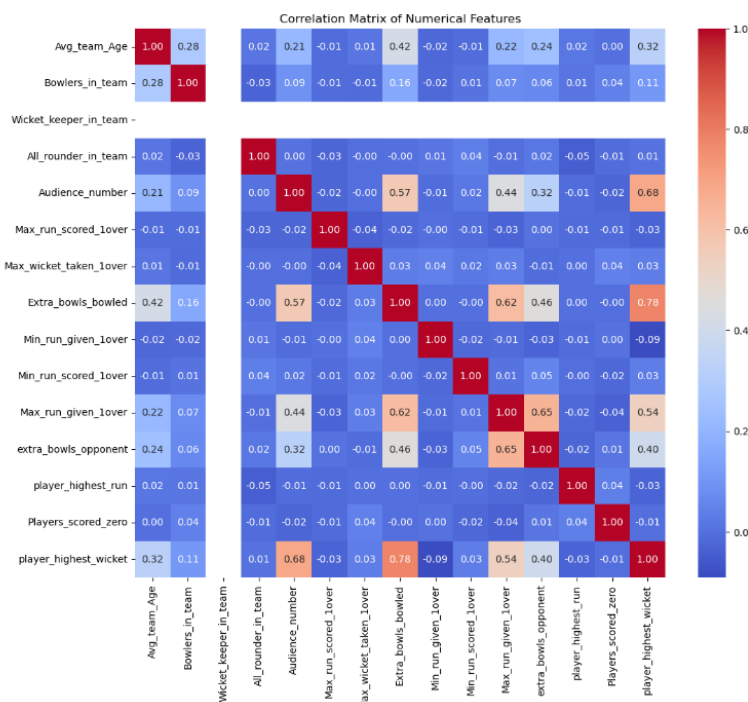 Correlation Matrix of Numerical Features
Avg_team_Age 1.00 0.28 0.02 0.21 -0.01 0.01 0.42 -0.02 -0.01 0.22 0.24 0.02 0.00 0.32
Bowlers_in_team 0.28 1.00 -0.03 0.09 -0.01 -0.01 0.16 -0.02 0.01 0.07 0.06 0.01 0.04 0.11
Wicket_keeper_in_team
All_rounder_in_team 0.02 -0.03 1.00 0.00 -0.03 -0.00 -0.00 0.01 0.04 -0.01 0.02 -0.05 -0.01 0.01
Audience_number 0.21 0.09 0.00 1.00 -0.02 -0.00 0.57 -0.01 0.02 0.44 0.32 -0.01 -0.02 0.68
Max_run_scored_1over -0.01 -0.01 -0.03 -0.02 1.00 -0.04 -0.02 -0.00 -0.01 -0.03 0.00 -0.01 -0.01 -0.03
Max_wicket_taken_1over 0.01 -0.01 -0.00 -0.00 -0.04 1.00 0.03 0.04 0.02 0.03 -0.01 0.00 0.04 0.03
Extra_bowls_bowled 0.42 0.16 -0.00 0.57 -0.02 0.03 1.00 0.00 -0.00 0.62 0.46 0.00 -0.00 0.78
Min_run_given_1over -0.02 -0.02 0.01 -0.01 -0.00 0.04 0.00 1.00 -0.02 -0.01 -0.03 -0.01 0.00 -0.09
Min_run_scored_1over -0.01 0.01 0.04 0.02 -0.01 0.02 -0.00 -0.02 1.00 0.01 0.05 -0.00 -0.02 0.03
Max_run_given_1over 0.22 0.07 -0.01 0.44 -0.03 0.03 0.62 -0.01 0.01 1.00 0.65 -0.02 -0.04 0.54
extra_bowls_opponent 0.24 0.06 0.02 0.32 0.00 -0.01 0.46 -0.03 0.05 0.65 1.00 -0.02 0.01 0.40
player_highest_run 0.02 0.01 -0.05 -0.01 -0.01 0.00 0.00 -0.01 -0.00 -0.02 -0.02 1.00 0.04 -0.03
Players_scored_zero 0.00 0.04 -0.01 -0.02 -0.01 0.04 -0.00 0.00 -0.02 -0.04 0.01 0.04 1.00 -0.01
player_highest_wicket 0.32 0.11 0.01 0.68 -0.03 0.03 0.78 -0.09 0.03 0.54 0.40 -0.03 -0.01 1.00
Avg_team_Age
Bowlers_in_team
Wicket_keeper_in_team
All_rounder_in_team
Audience_number
Max_run_scored_1over
ax_wicket_taken_1over
Extra_bowls_bowled
Min_run_given_1over
Min_run_scored_1over
Max_run_given_1over
extra_bowls_opponent
player_highest_run
Players_scored_zero
player_highest_wicket
1.0
0.8
0.6
0.4
0.2
0.0